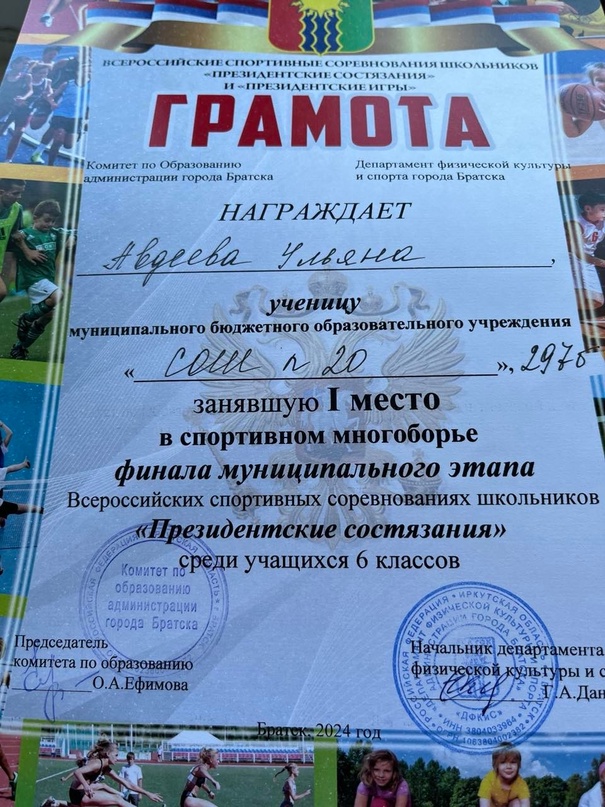 ВСЕРОССИЙСКИЕ СПОРТИВНЫЕ СОРЕВНОВАНИЯ ШКОЛЬНИКОВ
«ПРЕЗИДЕНТСКИЕ СОСТЯЗАНИЯ»
И «ПРЕЗИДЕНТСКИЕ ИГРЫ»
ГРАМОТА
Комитет по Образованию
администрации города Братска
Департамент физической культуры
и спорта города Братска
НАГРАЖДАЕТ
Авдеева Ульяна,
ученицу
муниципального бюджетного образовательного учреждения
«СОШ n 20», 297б
занявшую I место
в спортивном многоборье
финала муниципального этапа
Всероссийских спортивных соревнованиях школьников
«Президентские состязания»
среди учащихся 6 классов
Комитет по
образованию
администрации
города Братска
Председатель
комитета по образованию
О.А.Ефимова
Начальник департамента
физической культуры и с
Г.А.Дан
«ДФКиС»
Братск, 2024 год